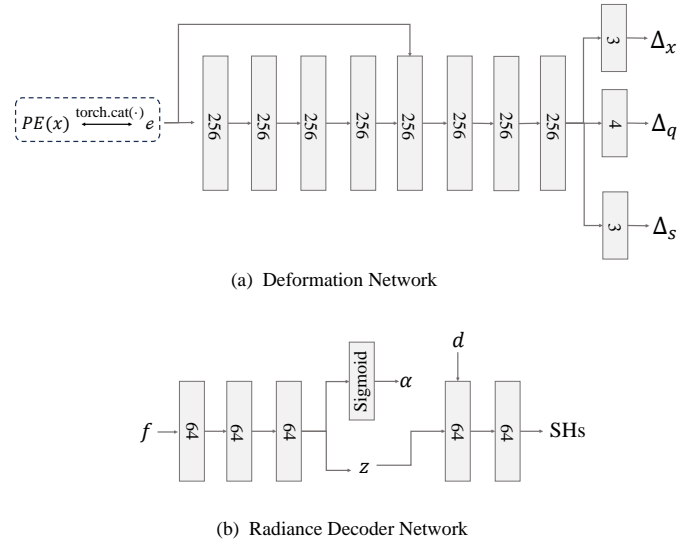 3
Δx
torch.cat(·)
PE(x) e
256
256
256
256
256
256
256
256
4
Δq
3
Δs
(a) Deformation Network
d
Sigmoid
α
f
64
64
64
z
64
64
SHs
(b) Radiance Decoder Network